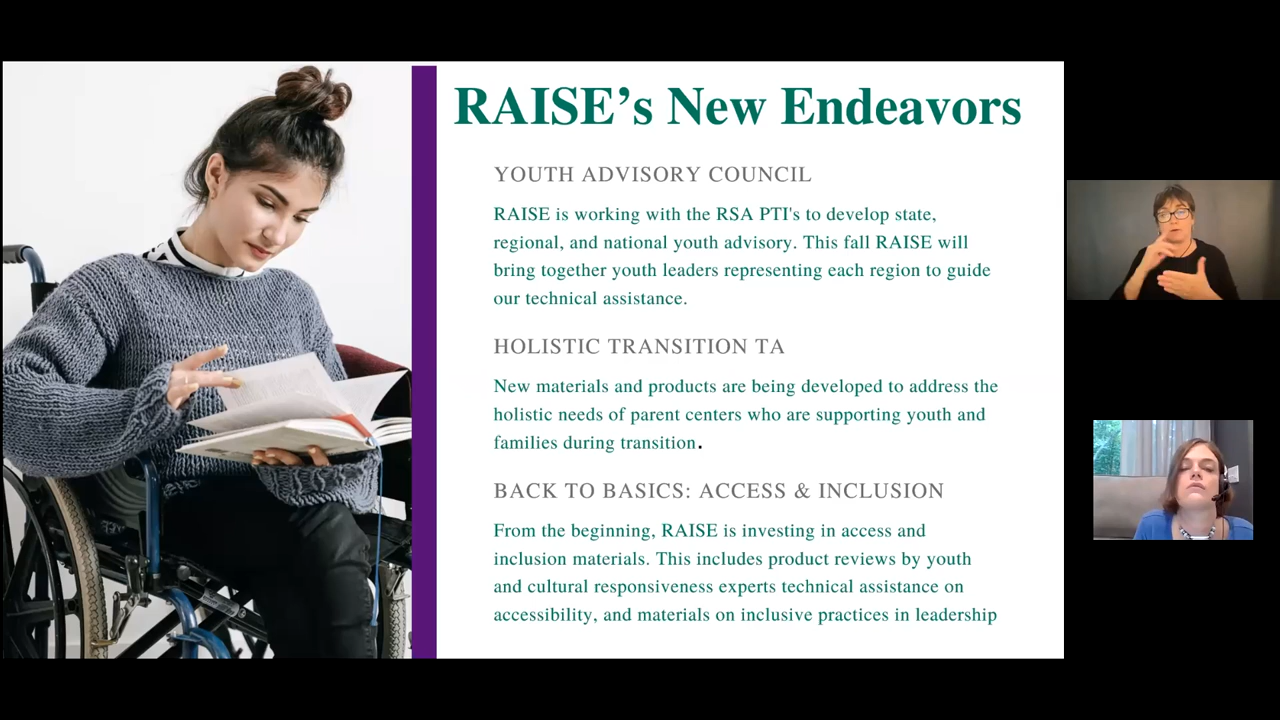 RAISE’s New Endeavors
YOUTH ADVISORY COUNCIL
RAISE is working with the RSA PTI's to develop state,
regional, and national youth advisory. This fall RAISE will
bring together youth leaders representing each region to guide
our technical assistance.
HOLISTIC TRANSITION TA
New materials and products are being developed to address the
holistic needs of parent centers who are supporting youth and
families during transition.
BACK TO BASICS: ACCESS & INCLUSION
From the beginning, RAISE is investing in access and
inclusion materials. This includes product reviews by youth
and cultural responsiveness experts technical assistance on
accessibility, and materials on inclusive practices in leadership